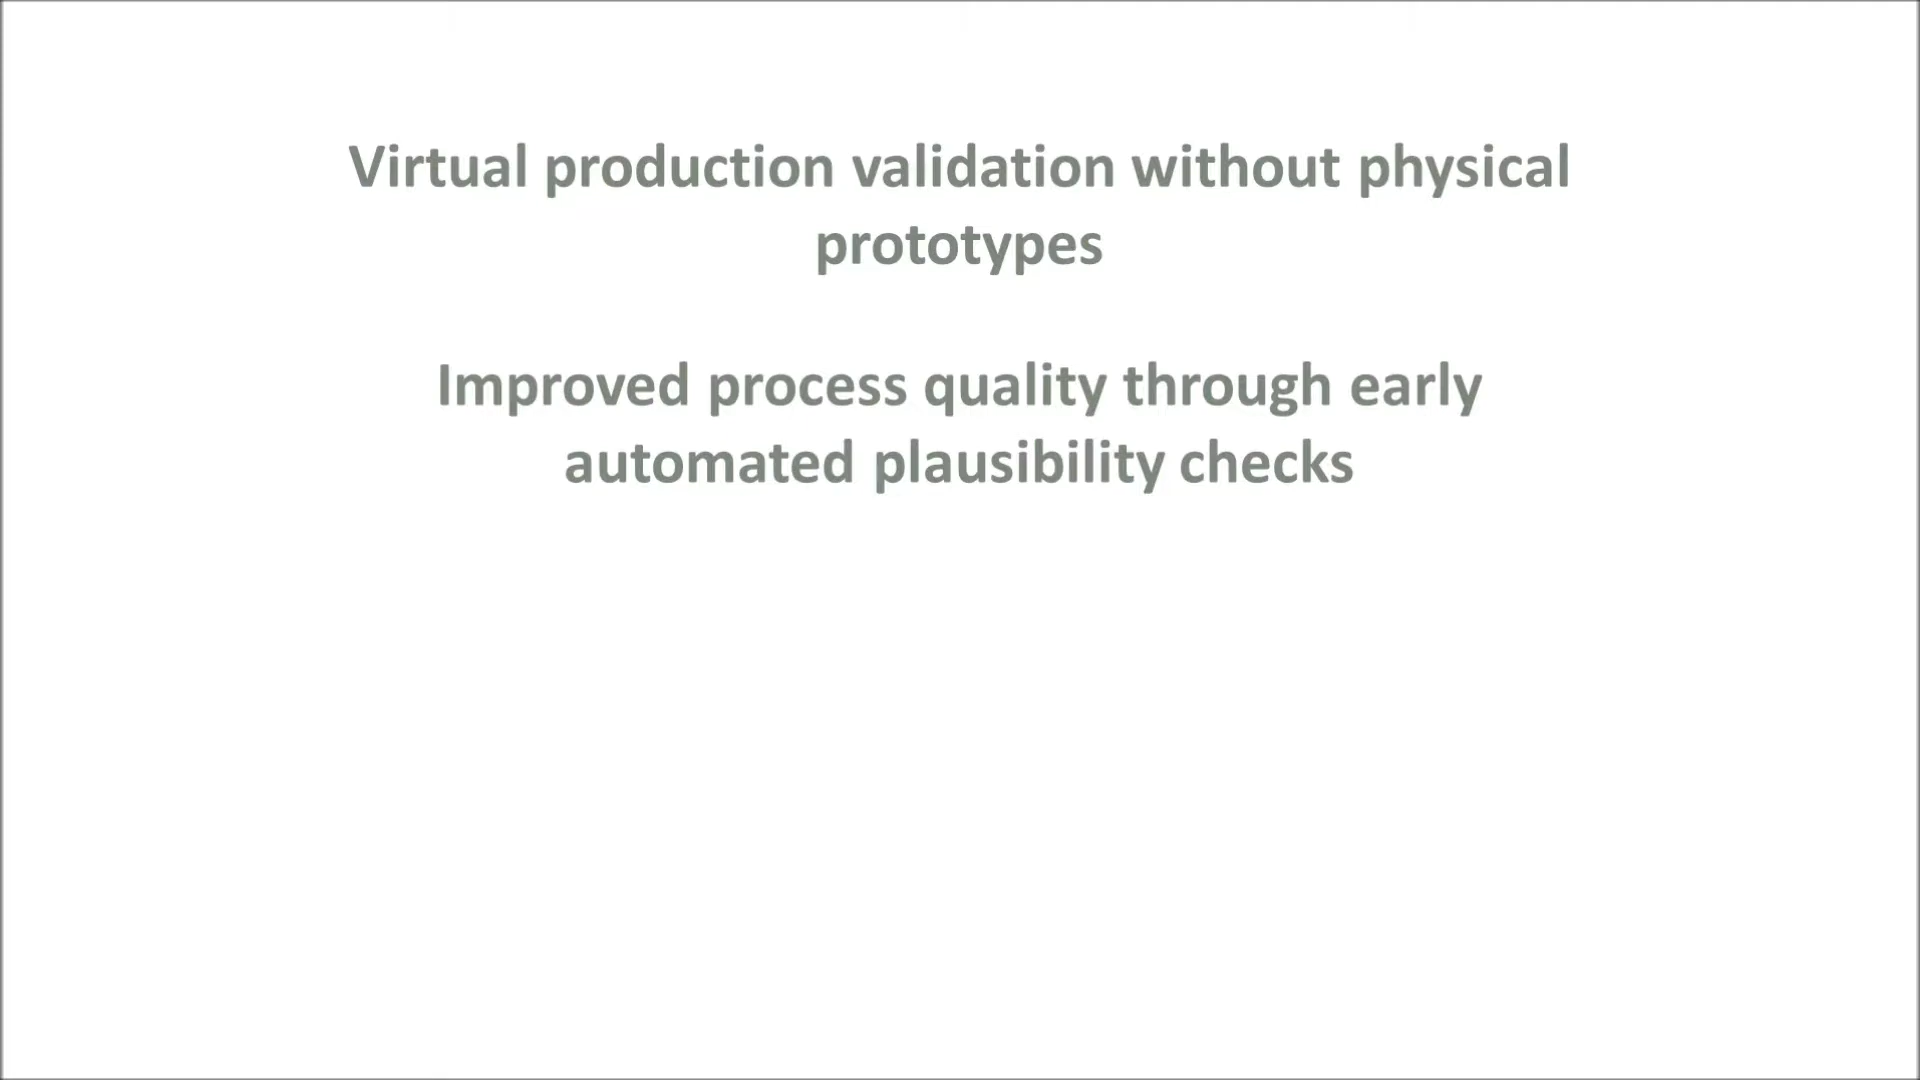 Virtual production validation without physical
prototypes
Improved process quality through early
automated plausibility checks